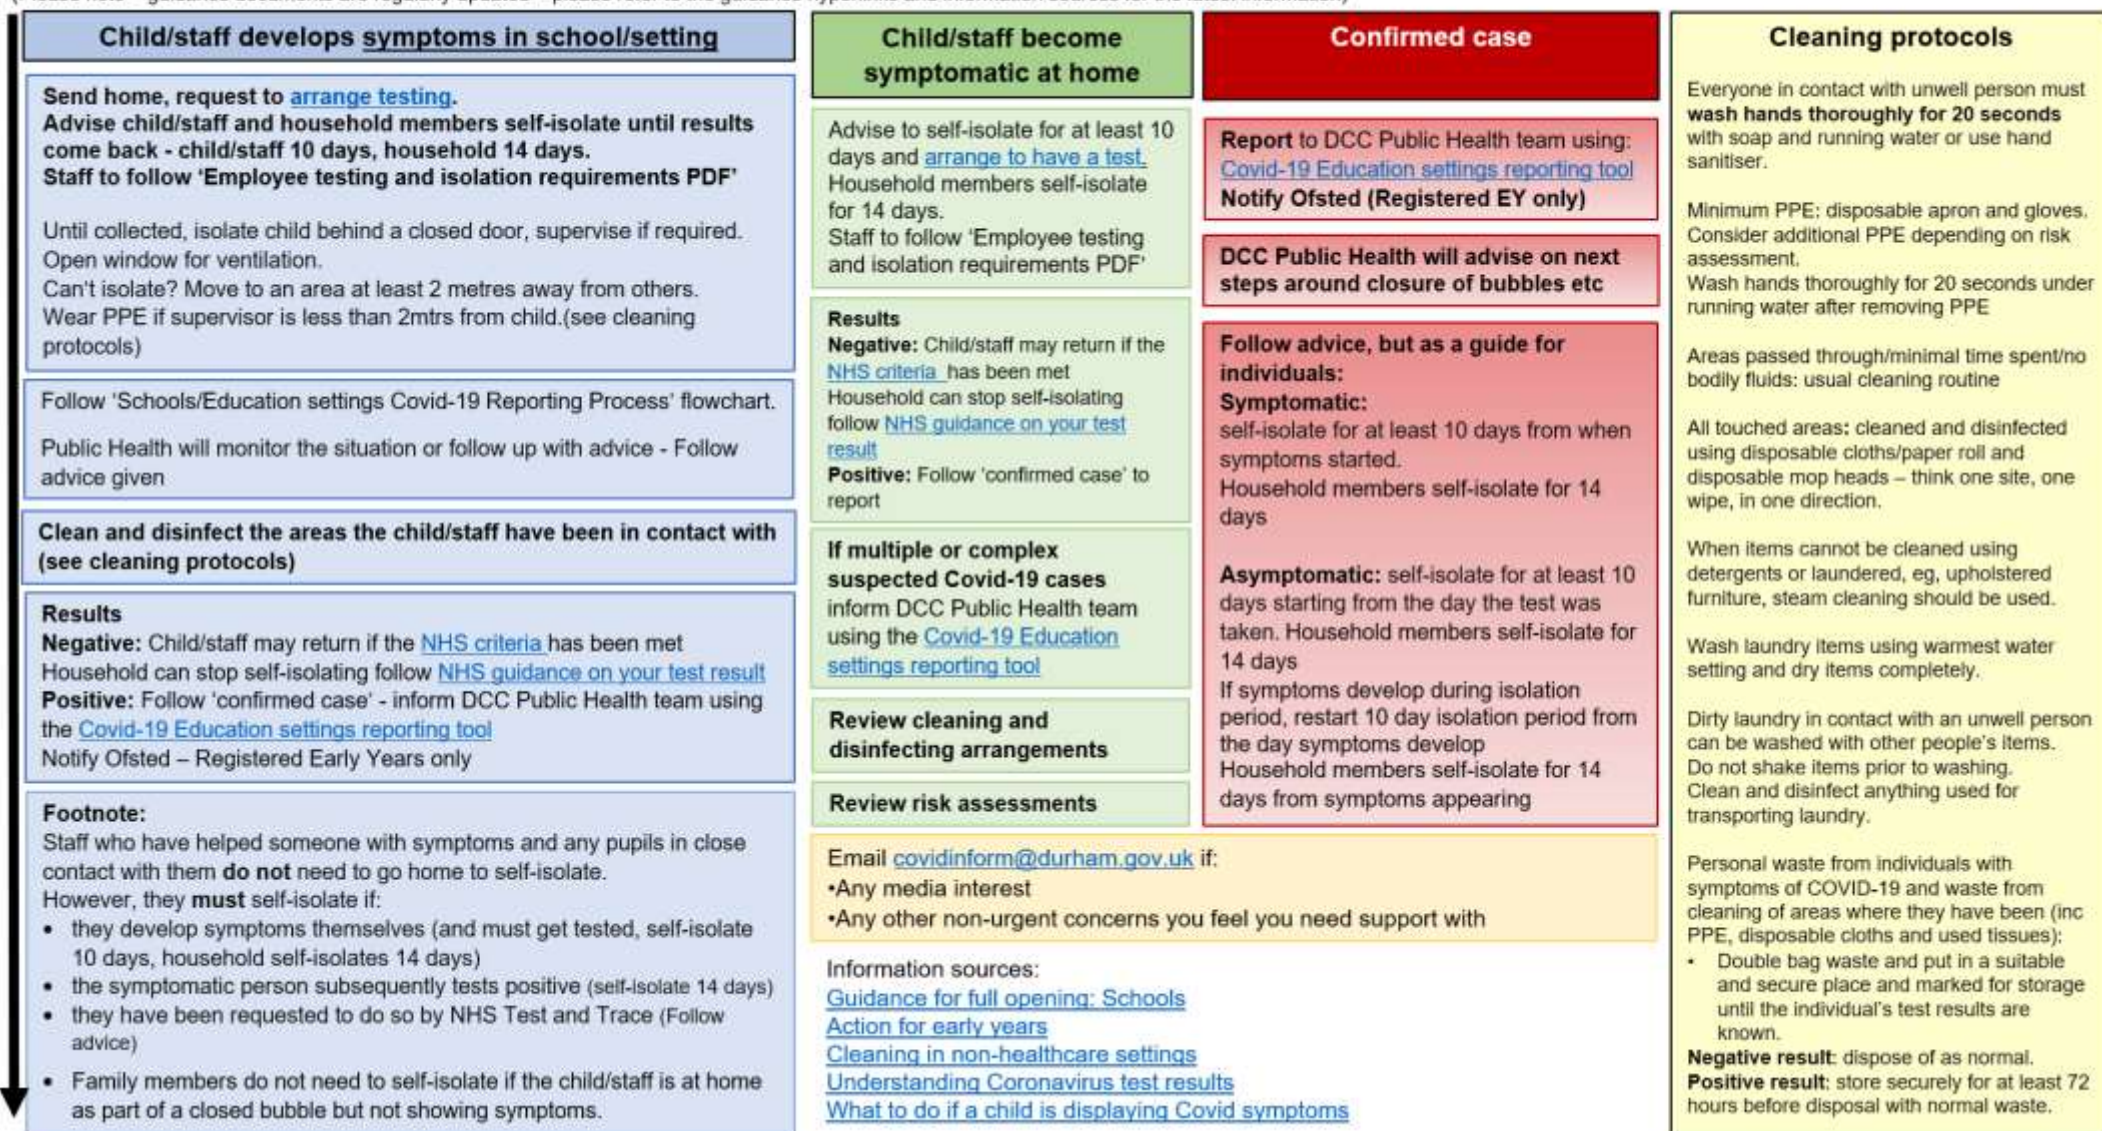 Child/staff develops symptoms in school/setting
Send home, request to arrange testing.
Advise child/staff and household members self-isolate until results
come back - child/staff 10 days, household 14 days.
Staff to follow ‘Employee testing and isolation requirements PDF’
Until collected, isolate child behind a closed door, supervise if required.
Open window for ventilation.
Can't isolate? Move to an area at least 2 metres away from others.
Wear PPE if supervisor is less than 2mtrs from child.(see cleaning
protocols)
Follow ‘Schools/Education settings Covid-19 Reporting Process’ flowchart.
Public Health will monitor the situation or follow up with advice - Follow
advice given
Clean and disinfect the areas the child/staff have been in contact with
(see cleaning protocols)
Results
Negative: Child/staff may return if the NHS criteria has been met
Household can stop self-isolating follow NHS guidance on your test result
Positive: Follow ‘confirmed case‘ - inform DCC Public Health team using
the Covid-19 Education settings reporting tool
Notify Ofsted – Registered Early Years only
Footnote:
Staff who have helped someone with symptoms and any pupils in close
contact with them do not need to go home to self-isolate.
However, they must self-isolate if:
• they develop symptoms themselves (and must get tested, self-isolate
10 days, household self-isolates 14 days)
• the symptomatic person subsequently tests positive (self-isolate 14 days)
• they have been requested to do so by NHS Test and Trace (Follow
advice)
• Family members do not need to self-isolate if the child/staff is at home
as part of a closed bubble but not showing symptoms.
Child/staff become
symptomatic at home
Advise to self-isolate for at least 10
days and arrange to have a test.
Household members self-isolate
for 14 days.
Staff to follow ‘Employee testing
and isolation requirements PDF’
Results
Negative: Child/staff may return if the
NHS criteria has been met
Household can stop self-isolating
follow NHS guidance on your test
result
Positive: Follow ‘confirmed case’ to
report
If multiple or complex
suspected Covid-19 cases
inform DCC Public Health team
using the Covid-19 Education
settings reporting tool
Review cleaning and
disinfecting arrangements
Review risk assessments
Confirmed case
Report to DCC Public Health team using:
Covid-19 Education settings reporting tool
Notify Ofsted (Registered EY only)
DCC Public Health will advise on next
steps around closure of bubbles etc
Follow advice, but as a guide for
individuals:
Symptomatic:
self-isolate for at least 10 days from when
symptoms started.
Household members self-isolate for 14
days
Asymptomatic: self-isolate for at least 10
days starting from the day the test was
taken. Household members self-isolate for
14 days
If symptoms develop during isolation
period, restart 10 day isolation period from
the day symptoms develop
Household members self-isolate for 14
days from symptoms appearing
Email covidinform@durham.gov.uk if:
•Any media interest
•Any other non-urgent concerns you feel you need support with
Information sources:
Guidance for full opening: Schools
Action for early years
Cleaning in non-healthcare settings
Understanding Coronavirus test results
What to do if a child is displaying Covid symptoms
Cleaning protocols
Everyone in contact with unwell person must
wash hands thoroughly for 20 seconds
with soap and running water or use hand
sanitiser.
Minimum PPE: disposable apron and gloves.
Consider additional PPE depending on risk
assessment.
Wash hands thoroughly for 20 seconds under
running water after removing PPE
Areas passed through/minimal time spent/no
bodily fluids: usual cleaning routine
All touched areas: cleaned and disinfected
using disposable cloths/paper roll and
disposable mop heads – think one site, one
wipe, in one direction.
When items cannot be cleaned using
detergents or laundered, eg, upholstered
furniture, steam cleaning should be used.
Wash laundry items using warmest water
setting and dry items completely.
Dirty laundry in contact with an unwell person
can be washed with other people's items.
Do not shake items prior to washing.
Clean and disinfect anything used for
transporting laundry.
Personal waste from individuals with
symptoms of COVID-19 and waste from
cleaning of areas where they have been (inc
PPE, disposable cloths and used tissues):
• Double bag waste and put in a suitable
and secure place and marked for storage
until the individual's test results are
known.
Negative result: dispose of as normal.
Positive result: store securely for at least 72
hours before disposal with normal waste.